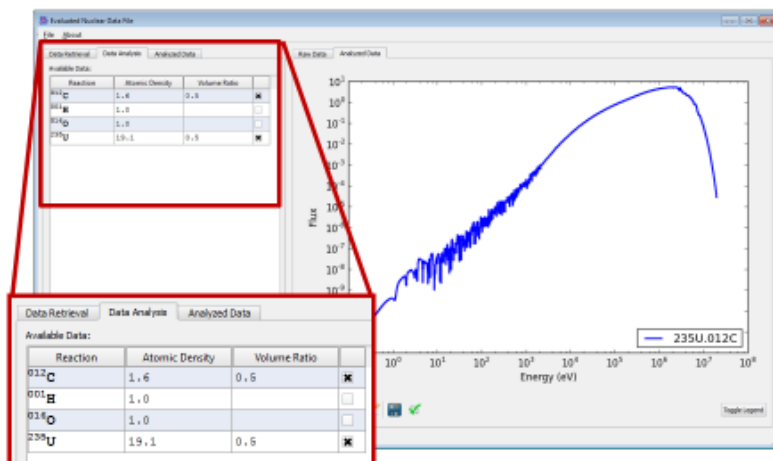 Evaluated Nuclear Data File
File About
Data Retrieval Data Analysis Analyzed Data
Available Data:
Reaction Atomic Density Volume Ratio
012C 1.6 0.5
001H 1.0
016O 1.0
235U 19.1 0.5
Raw Data Analyzed Data
Flux
10^1
10^0
10^-1
10^-2
10^-3
10^-4
10^-5
10^-6
10^-7
10^-8
10^-9
235U.012C
10^0 10^1 10^2 10^3 10^4 10^5 10^6 10^7 10^8
Energy (eV)
Toggle Legend
Data Retrieval Data Analysis Analyzed Data
Available Data:
Reaction Atomic Density Volume Ratio
012C 1.6 0.5
001H 1.0
016O 1.0
235U 19.1 0.5